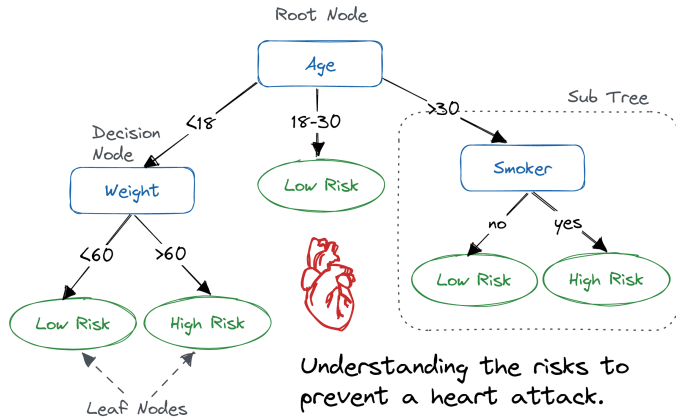 Root Node
Age
<18
18-30
>30
Sub Tree
Decision
Node
Weight
Low Risk
Smoker
<60
>60
no
yes
Low Risk
High Risk
Low Risk
High Risk
Leaf Nodes
Understanding the risks to
prevent a heart attack.